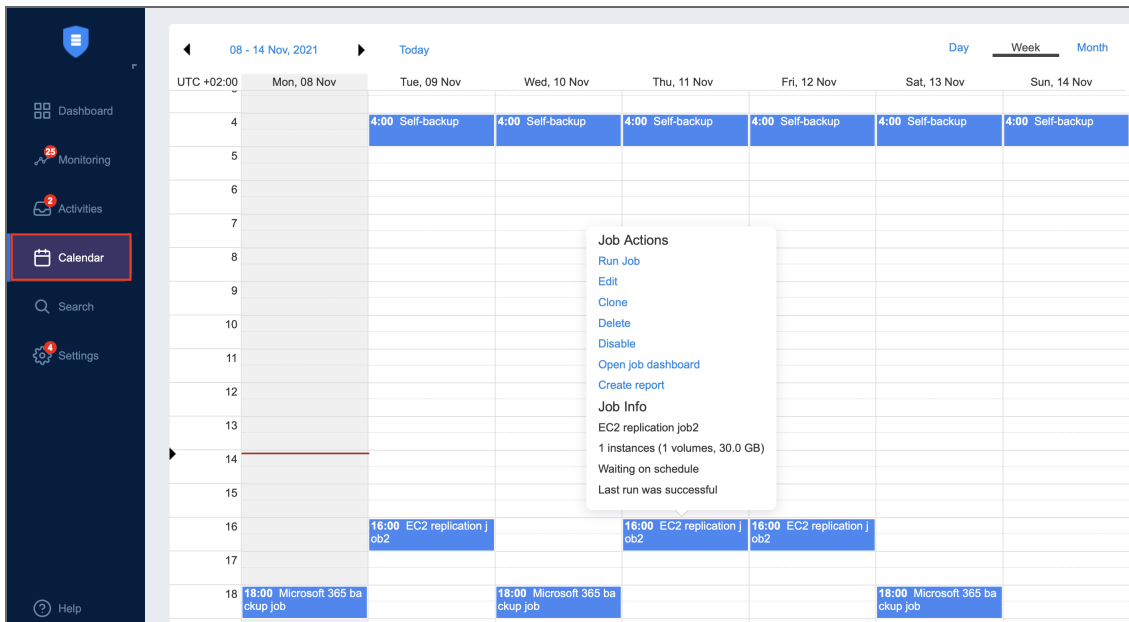 08 - 14 Nov, 2021
Today
Day
Week
Month
UTC +02:00
Mon, 08 Nov
Tue, 09 Nov
Wed, 10 Nov
Thu, 11 Nov
Fri, 12 Nov
Sat, 13 Nov
Sun, 14 Nov
Dashboard
25
Monitoring
2
Activities
Calendar
Search
4
Settings
Help
4
4:00 Self-backup
4:00 Self-backup
4:00 Self-backup
4:00 Self-backup
4:00 Self-backup
4:00 Self-backup
5
6
7
8
9
10
11
12
13
14
15
16
17
18
Job Actions
Run Job
Edit
Clone
Delete
Disable
Open job dashboard
Create report
Job Info
EC2 replication job2
1 instances (1 volumes, 30.0 GB)
Waiting on schedule
Last run was successful
16:00 EC2 replication j
ob2
16:00 EC2 replication j
ob2
16:00 EC2 replication j
ob2
18:00 Microsoft 365 ba
ckup job
18:00 Microsoft 365 ba
ckup job
18:00 Microsoft 365 ba
ckup job